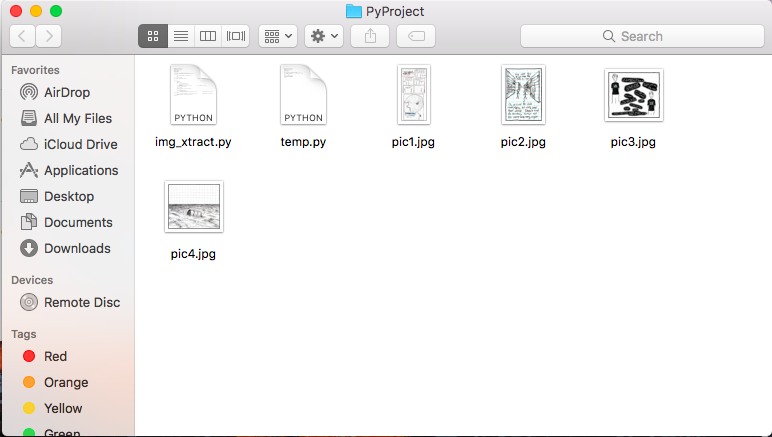 PyProject
Search
Favorites
AirDrop
All My Files
iCloud Drive
Applications
Desktop
Documents
Downloads
Devices
Remote Disc
Tags
Red
Orange
Yellow
Green
PYTHON
PYTHON
img_xtract.py
temp.py
pic1.jpg
pic2.jpg
pic3.jpg
pic4.jpg